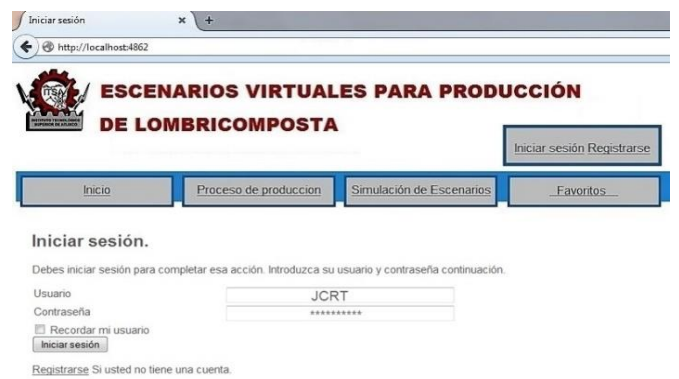 Iniciar sesión
http://localhost:4862
ITSA
ESCENARIOS VIRTUALES PARA PRODUCCIÓN
DE LOMBRICOMPOSTA
Iniciar sesión Registrarse
Inicio Proceso de produccion Simulación de Escenarios Favoritos
Iniciar sesión.
Debes iniciar sesión para completar esa acción. Introduzca su usuario y contraseña continuación.
Usuario JCRT
Contraseña **********
Recordar mi usuario
Iniciar sesión
Registrarse Si usted no tiene una cuenta.